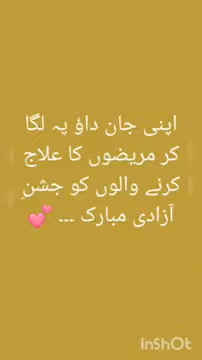 اپنی جان داؤ پہ لگا
کر مریضوں کا علاج
کرنے والوں کو جشنِ
آزادی مبارک ۔۔۔ 💕
InShOt